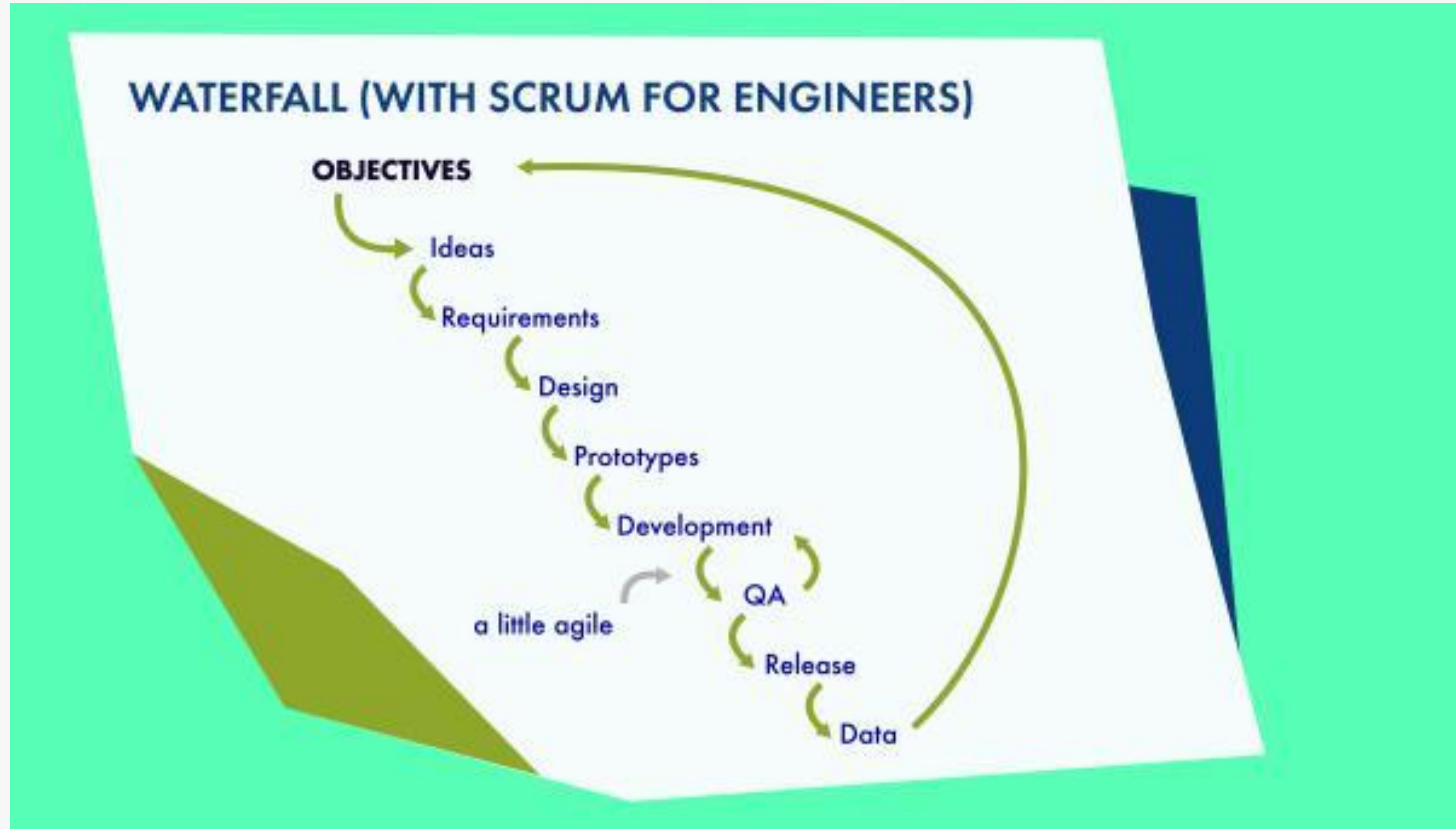 WATERFALL (WITH SCRUM FOR ENGINEERS)
OBJECTIVES
Ideas
Requirements
Design
Prototypes
Development
QA
a little agile
Release
Data